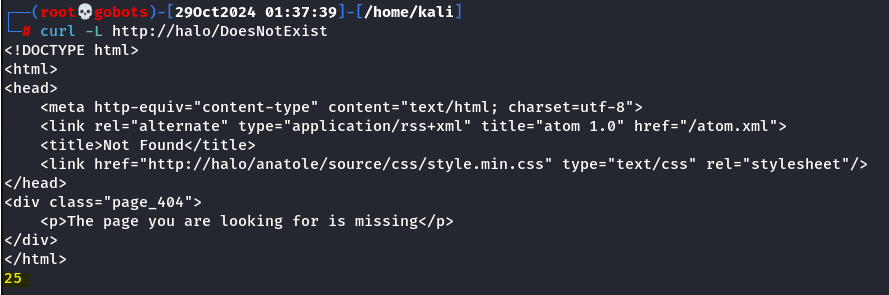 (root💀gobots)-[29Oct2024 01:37:39]-[/home/kali]
# curl -L http://halo/DoesNotExist
<!DOCTYPE html>
<html>
<head>
    <meta http-equiv="content-type" content="text/html; charset=utf-8">
    <link rel="alternate" type="application/rss+xml" title="atom 1.0" href="/atom.xml">
    <title>Not Found</title>
    <link href="http://halo/anatole/source/css/style.min.css" type="text/css" rel="stylesheet"/>
</head>
<div class="page_404">
    <p>The page you are looking for is missing</p>
</div>
</html>
25